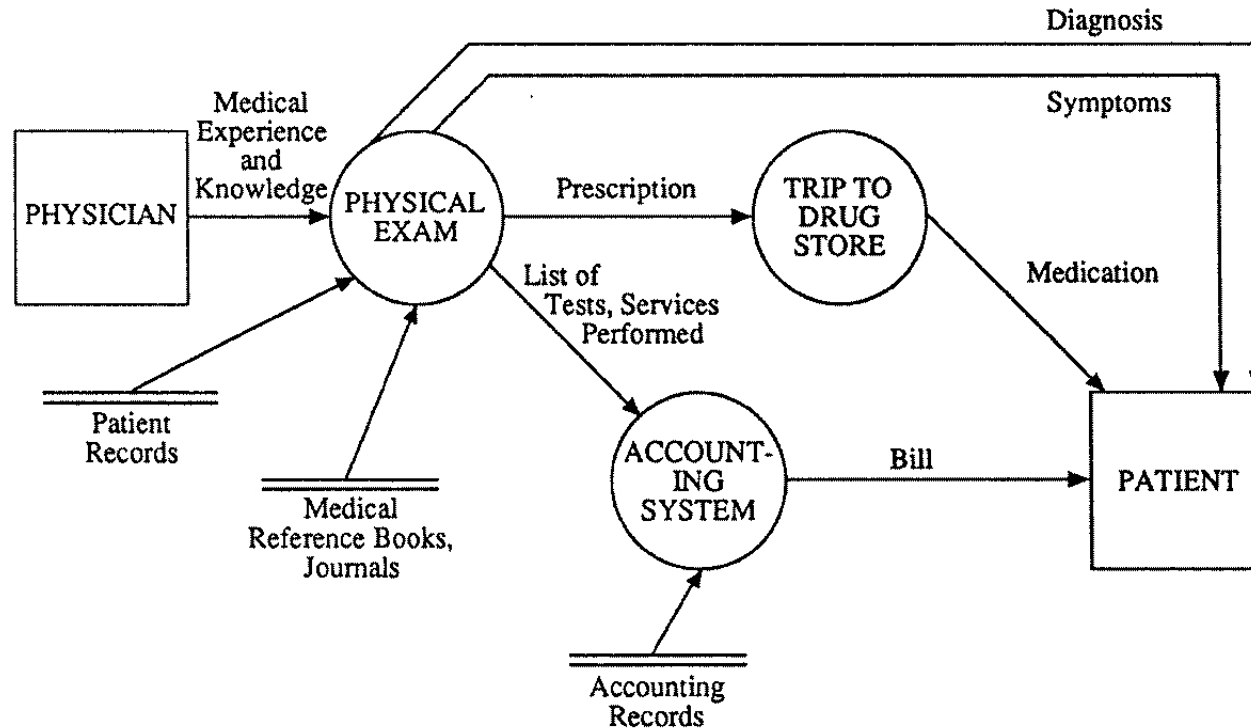 Diagnosis
Symptoms
Medical
Experience
and
Knowledge
PHYSICIAN
PHYSICAL
EXAM
Prescription
TRIP TO
DRUG
STORE
List of
Tests, Services
Performed
Medication
Patient
Records
Medical
Reference Books,
Journals
ACCOUNT-
ING
SYSTEM
Bill
PATIENT
Accounting
Records